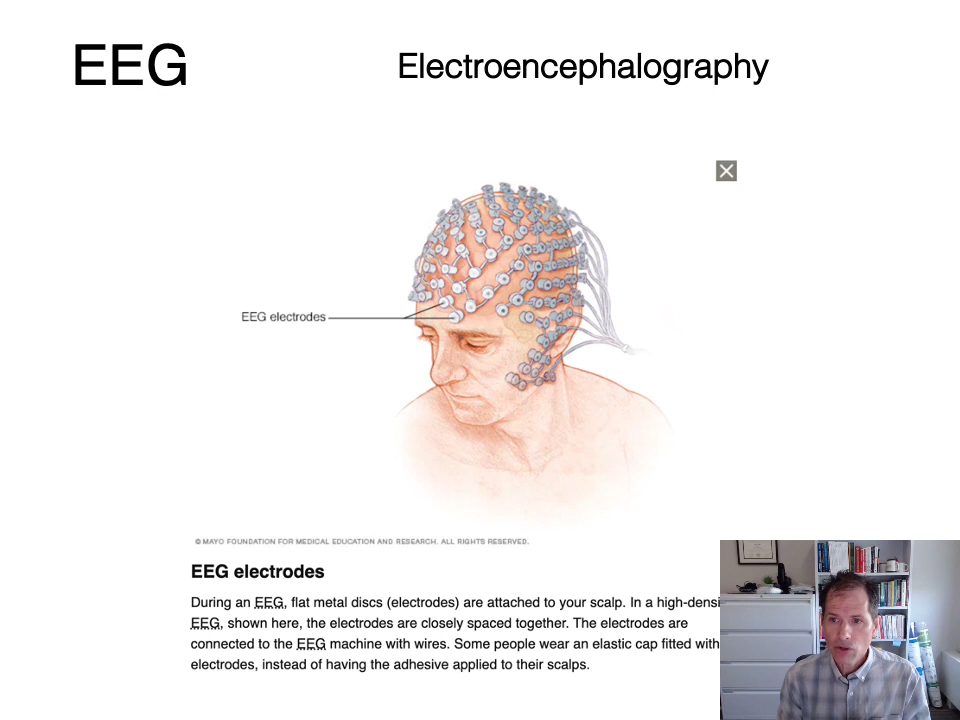 EEG
Electroencephalography
EEG electrodes
© MAYO FOUNDATION FOR MEDICAL EDUCATION AND RESEARCH. ALL RIGHTS RESERVED.
EEG electrodes
During an EEG, flat metal discs (electrodes) are attached to your scalp. In a high-densi
EEG, shown here, the electrodes are closely spaced together. The electrodes are
connected to the EEG machine with wires. Some people wear an elastic cap fitted with
electrodes, instead of having the adhesive applied to their scalps.